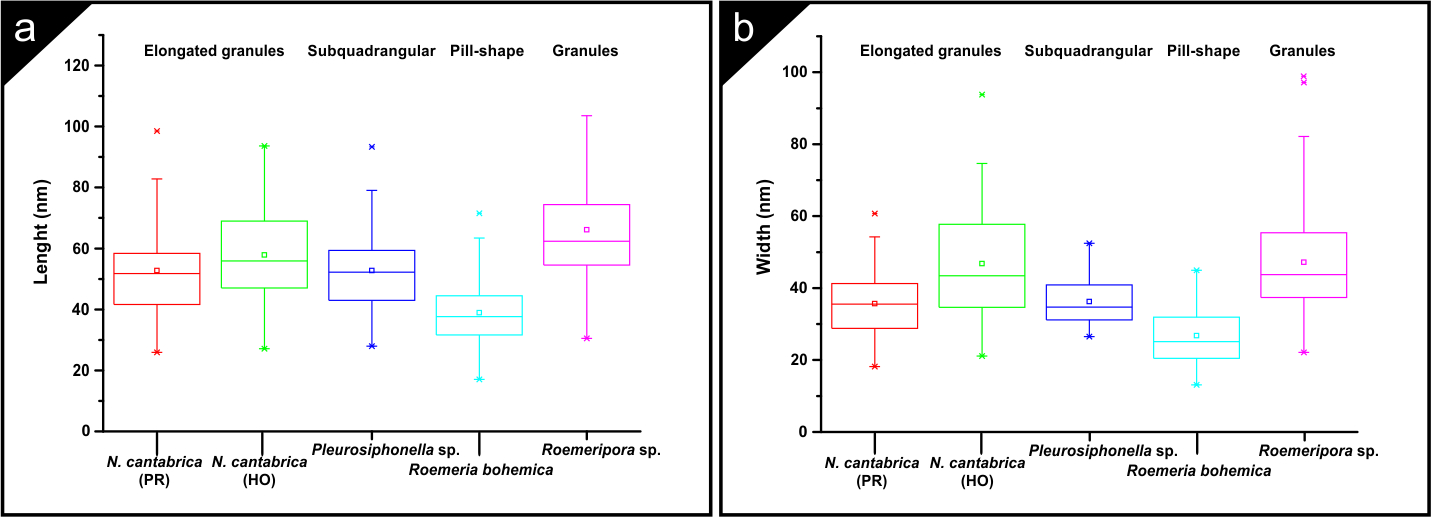 a
Elongated granules Subquadrangular Pill-shape Granules
120
100
80
60
40
20
0
Lenght (nm)
N. cantabrica
(PR)
N. cantabrica
(HO)
Pleurosiphonella sp.
Roemeria bohemica
Roemeripora sp.
b
Elongated granules Subquadrangular Pill-shape Granules
100
80
60
40
20
0
Width (nm)
N. cantabrica
(PR)
N. cantabrica
(HO)
Pleurosiphonella sp.
Roemeria bohemica
Roemeripora sp.